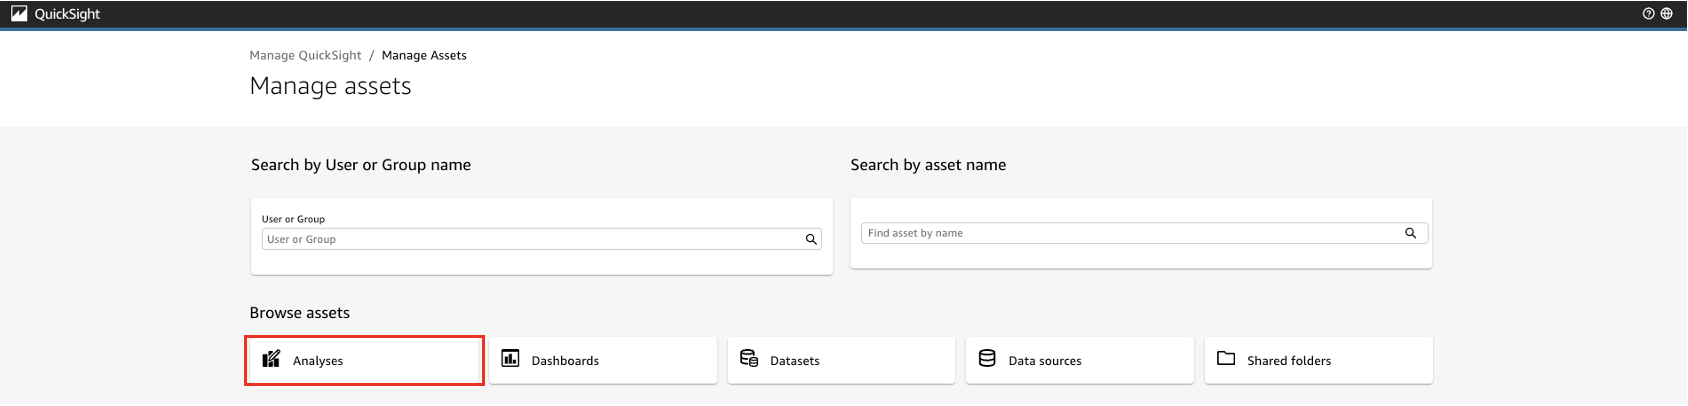 QuickSight
Manage QuickSight / Manage Assets
Manage assets
Search by User or Group name
User or Group
User or Group
Search by asset name
Find asset by name
Browse assets
Analyses
Dashboards
Datasets
Data sources
Shared folders